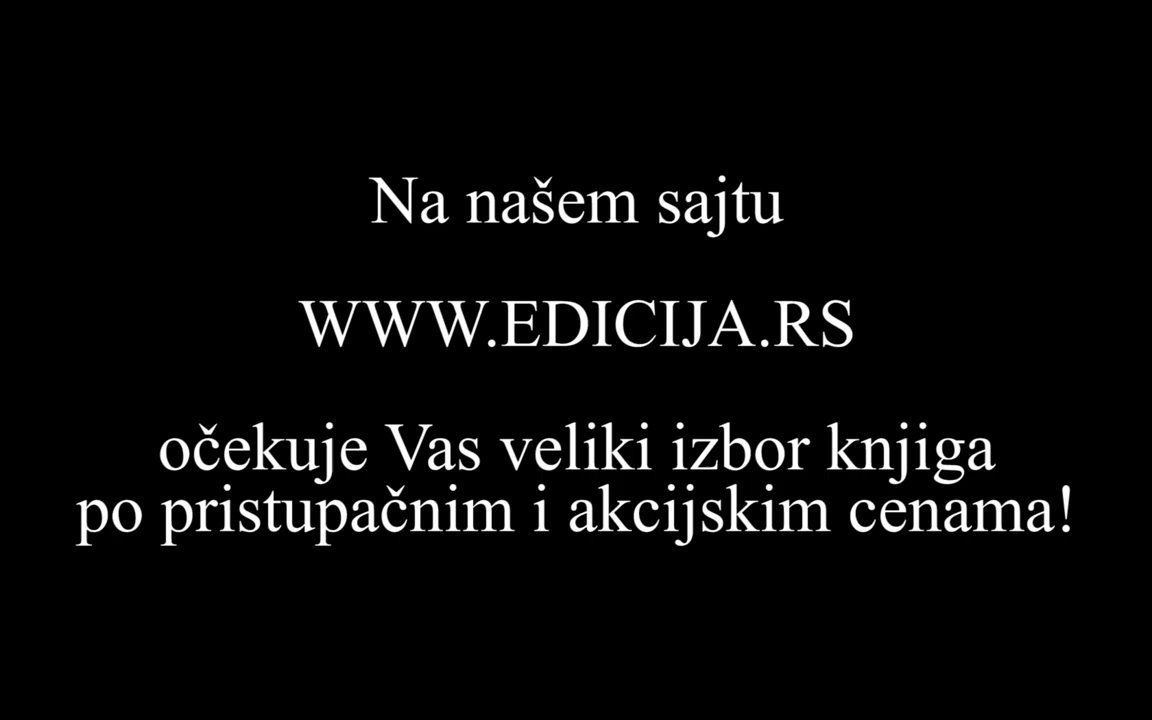 Na našem sajtu
WWW.EDICIJA.RS
očekuje Vas veliki izbor knjiga
po pristupačnim i akcijskim cenama!